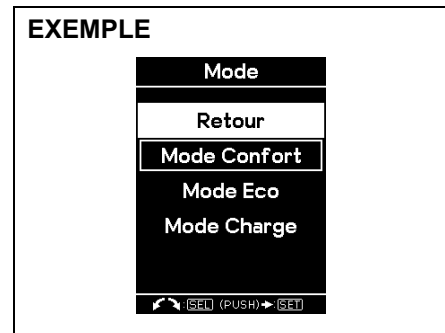 EXEMPLE
Mode
Retour
Mode Confort
Mode Eco
Mode Charge
:SEL (PUSH)➔:SET